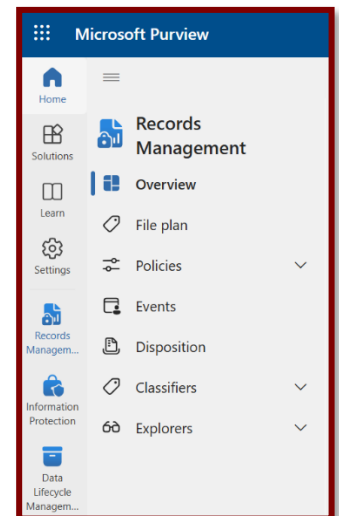 Microsoft Purview
Home
Solutions
Learn
Settings
Records
Managem...
Information
Protection
Data
Lifecycle
Managem...
Records
Management
Overview
File plan
Policies
Events
Disposition
Classifiers
Explorers